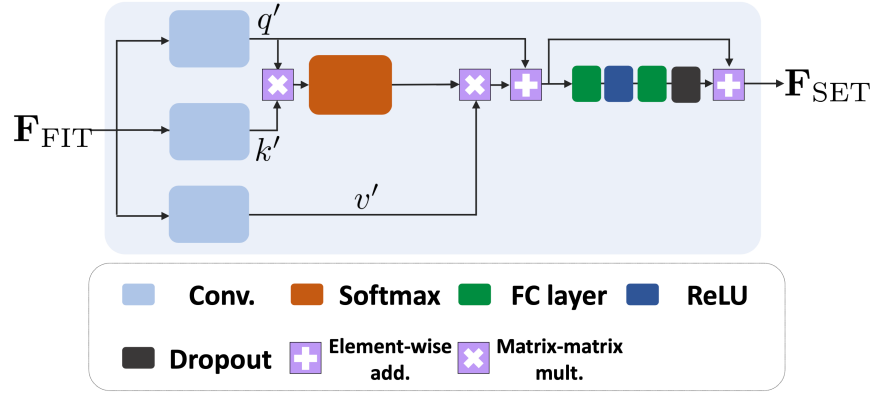 q′
F_FIT
k′
v′
F_SET
Conv.
Softmax
FC layer
ReLU
Dropout
Element-wise
add.
Matrix-matrix
mult.